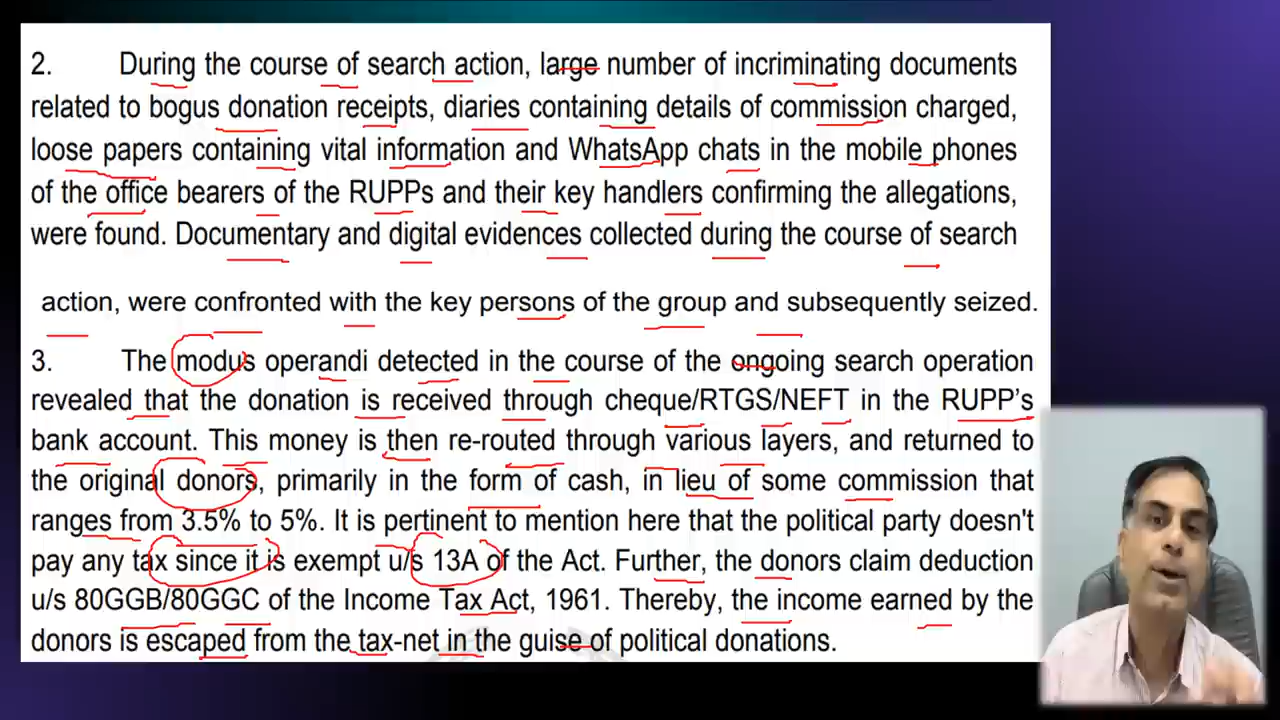 2. During the course of search action, large number of incriminating documents
related to bogus donation receipts, diaries containing details of commission charged,
loose papers containing vital information and WhatsApp chats in the mobile phones
of the office bearers of the RUPPs and their key handlers confirming the allegations,
were found. Documentary and digital evidences collected during the course of search
action, were confronted with the key persons of the group and subsequently seized.
3. The modus operandi detected in the course of the ongoing search operation
revealed that the donation is received through cheque/RTGS/NEFT in the RUPP's
bank account. This money is then re-routed through various layers, and returned to
the original donors, primarily in the form of cash, in lieu of some commission that
ranges from 3.5% to 5%. It is pertinent to mention here that the political party doesn't
pay any tax since it is exempt u/s 13A of the Act. Further, the donors claim deduction
u/s 80GGB/80GGC of the Income Tax Act, 1961. Thereby, the income earned by the
donors is escaped from the tax-net in the guise of political donations.